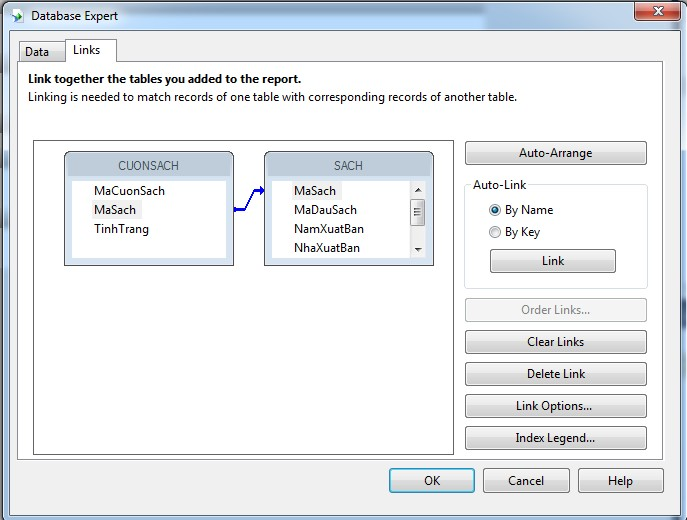 Database Expert
Data
Links
Link together the tables you added to the report.
Linking is needed to match records of one table with corresponding records of another table.
CUONSACH
MaCuonSach
MaSach
TinhTrang
SACH
MaSach
MaDauSach
NamXuatBan
NhaXuatBan
Auto-Arrange
Auto-Link
By Name
By Key
Link
Order Links...
Clear Links
Delete Link
Link Options...
Index Legend...
OK
Cancel
Help